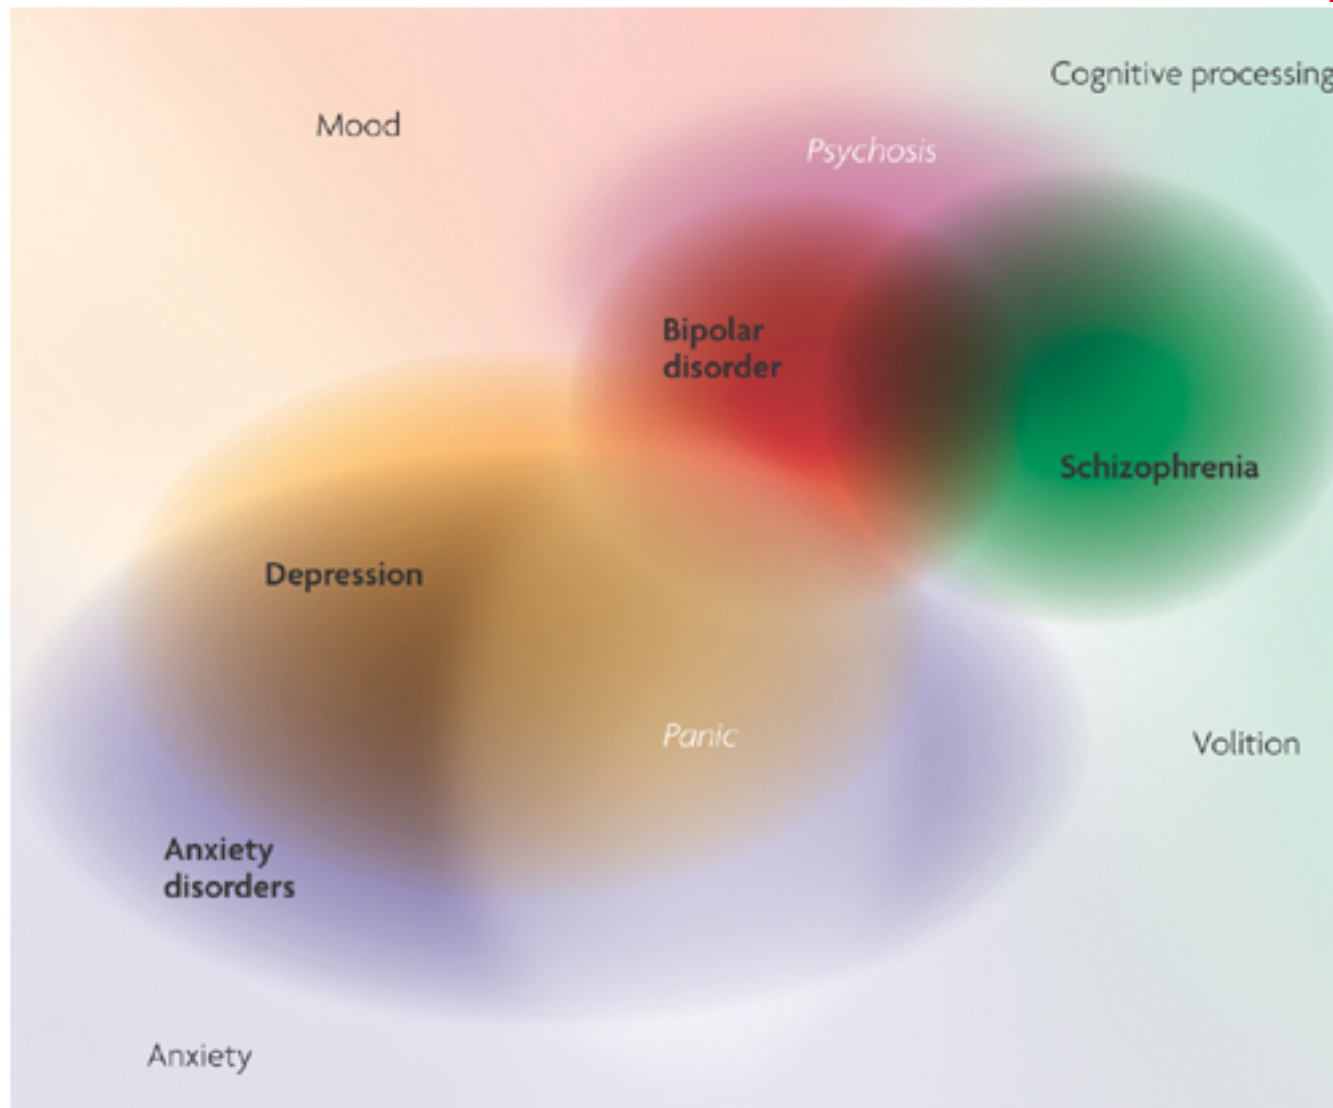 Cognitive processing
Mood
Psychosis
Bipolar
disorder
Schizophrenia
Depression
Panic
Volition
Anxiety
disorders
Anxiety